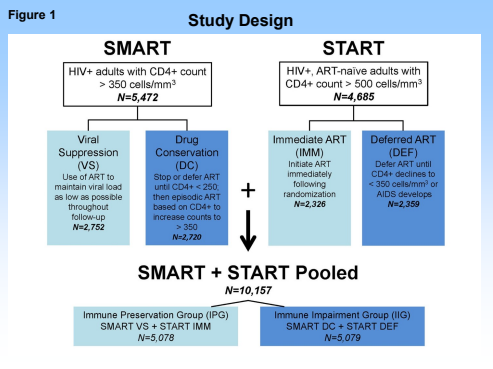 Figure 1
Study Design
SMART
HIV+ adults with CD4+ count
> 350 cells/mm³
N=5,472
Viral
Suppression
(VS)
Use of ART to
maintain viral load
as low as possible
throughout
follow-up
N=2,752
Drug
Conservation
(DC)
Stop or defer ART
until CD4+ < 250;
then episodic ART
based on CD4+ to
increase counts to
> 350
N=2,720
+
START
HIV+, ART-naïve adults with
CD4+ count > 500 cells/mm³
N=4,685
Immediate ART
(IMM)
Initiate ART
immediately
following
randomization
N=2,326
Deferred ART
(DEF)
Defer ART until
CD4+ declines to
< 350 cells/mm³ or
AIDS develops
N=2,359
SMART + START Pooled
N=10,157
Immune Preservation Group (IPG)
SMART VS + START IMM
N=5,078
Immune Impairment Group (IIG)
SMART DC + START DEF
N=5,079